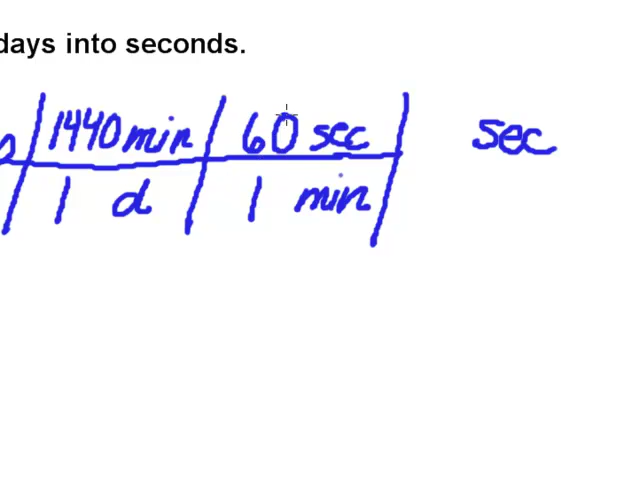 days into seconds.
1440 min 60 sec sec
1 d 1 min